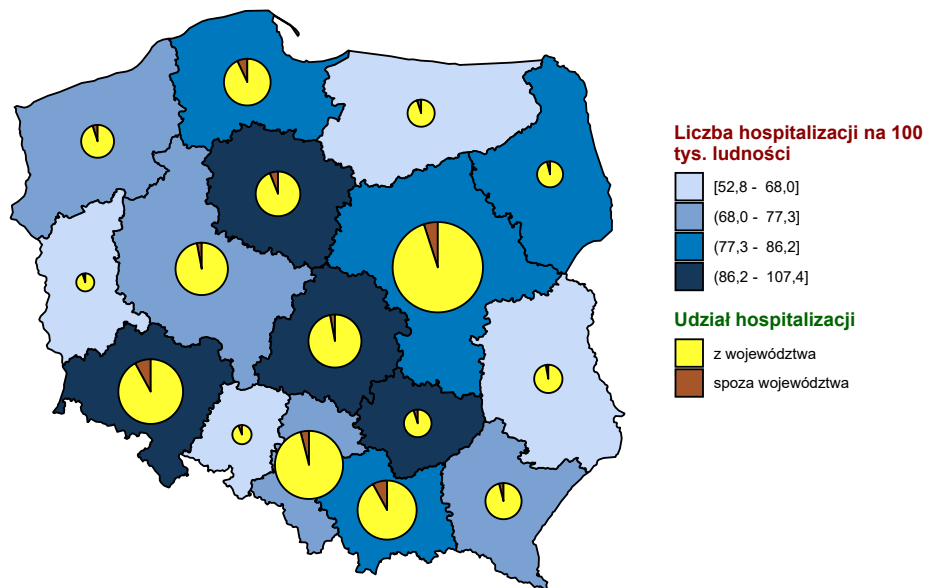 Liczba hospitalizacji na 100
tys. ludności
[52,8 - 68,0]
(68,0 - 77,3]
(77,3 - 86,2]
(86,2 - 107,4]
Udział hospitalizacji
z województwa
spoza województwa